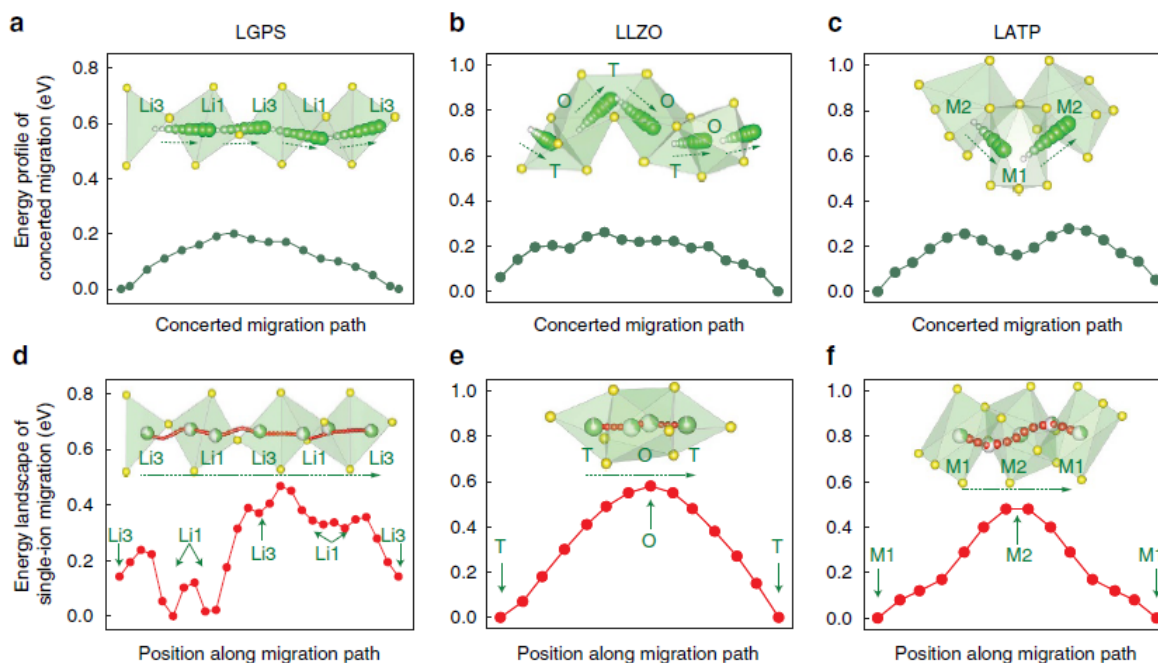 a
LGPS
b
LLZO
c
LATP
Energy profile of
concerted migration (eV)
0.8
0.6
0.4
0.2
0.0
Li3 Li1 Li3 Li1 Li3
Concerted migration path
1.0
0.8
0.6
0.4
0.2
0.0
T
O O
O
T T
Concerted migration path
1.0
0.8
0.6
0.4
0.2
0.0
M2 M2
M1
Concerted migration path
d
e
f
Energy landscape of
single-ion migration (eV)
0.8
0.6
0.4
0.2
0.0
Li3 Li1 Li3 Li1 Li3
Li3 Li1 Li3 Li1 Li3
Position along migration path
1.0
0.8
0.6
0.4
0.2
0.0
T O T
T O T
Position along migration path
1.0
0.8
0.6
0.4
0.2
0.0
M1 M2 M1
M1 M2 M1
Position along migration path